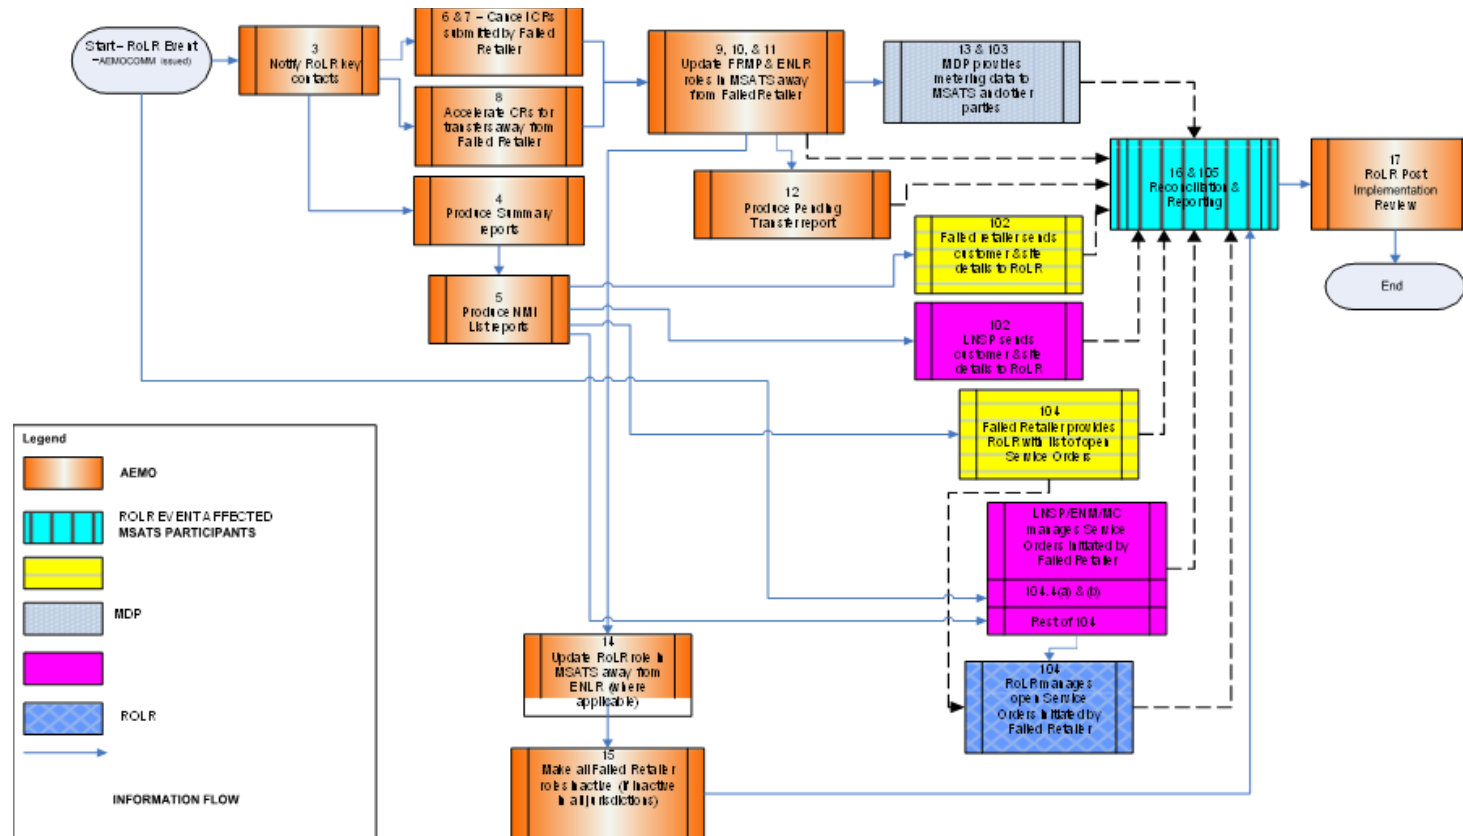 Start – RoLR Event
– AEMOCOMM issued)
3
Notify RoLR key
contacts
6 & 7 – Cancel CRs
submitted by Failed
Retailer
8
Accelerate CRs for
transfers away from
Failed Retailer
4
Produce Summary
reports
5
Produce NMI
List reports
9, 10, & 11
Update FRMP & ENLR
roles in MSATS away
from Failed Retailer
12
Produce Pending
Transfer report
13 & 103
MDP provides
metering data to
MSATS and other
parties
102
Failed retailer sends
customer & site
details to RoLR
102
LNSP sends
customer & site
details to RoLR
104
Failed Retailer provides
RoLR with list of open
Service Orders
LNSP/ENM/MC
manages Service
Orders initiated by
Failed Retailer
104.4(a) & (b)
Rest of 104
104
RoLR manages
open Service
Orders initiated by
Failed Retailer
14
Update RoLR role in
MSATS away from
ENLR (where
applicable)
15
Make all Failed Retailer
roles inactive (if inactive
in all jurisdictions)
16 & 105
Reconciliation &
Reporting
17
RoLR Post
Implementation
Review
End
Legend
AEMO
ROLR EVENT AFFECTED
MSATS PARTICIPANTS
MDP
ROLR
INFORMATION FLOW